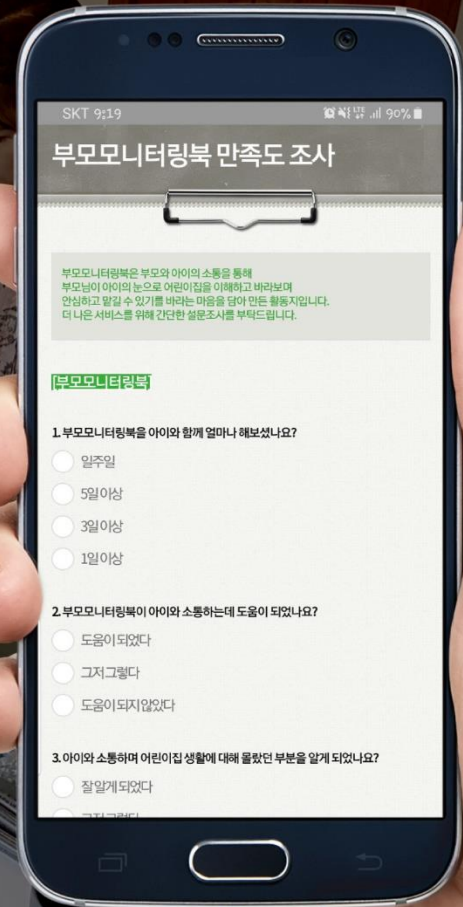 SKT 9:19
LTE
90%
부모모니터링북 만족도 조사
부모모니터링북은 부모와 아이의 소통을 통해
부모님이 아이의 눈으로 어린이집을 이해하고 바라보며
안심하고 맡길 수 있기를 바라는 마음을 담아 만든 활동지입니다.
더 나은 서비스를 위해 간단한 설문조사를 부탁드립니다.
[부모모니터링북]
1. 부모모니터링북을 아이와 함께 얼마나 해보셨나요?
일주일
5일 이상
3일 이상
1일 이상
2. 부모모니터링북이 아이와 소통하는데 도움이 되었나요?
도움이 되었다
그저 그렇다
도움이 되지 않았다
3. 아이와 소통하며 어린이집 생활에 대해 몰랐던 부분을 알게 되었나요?
잘 알게 되었다